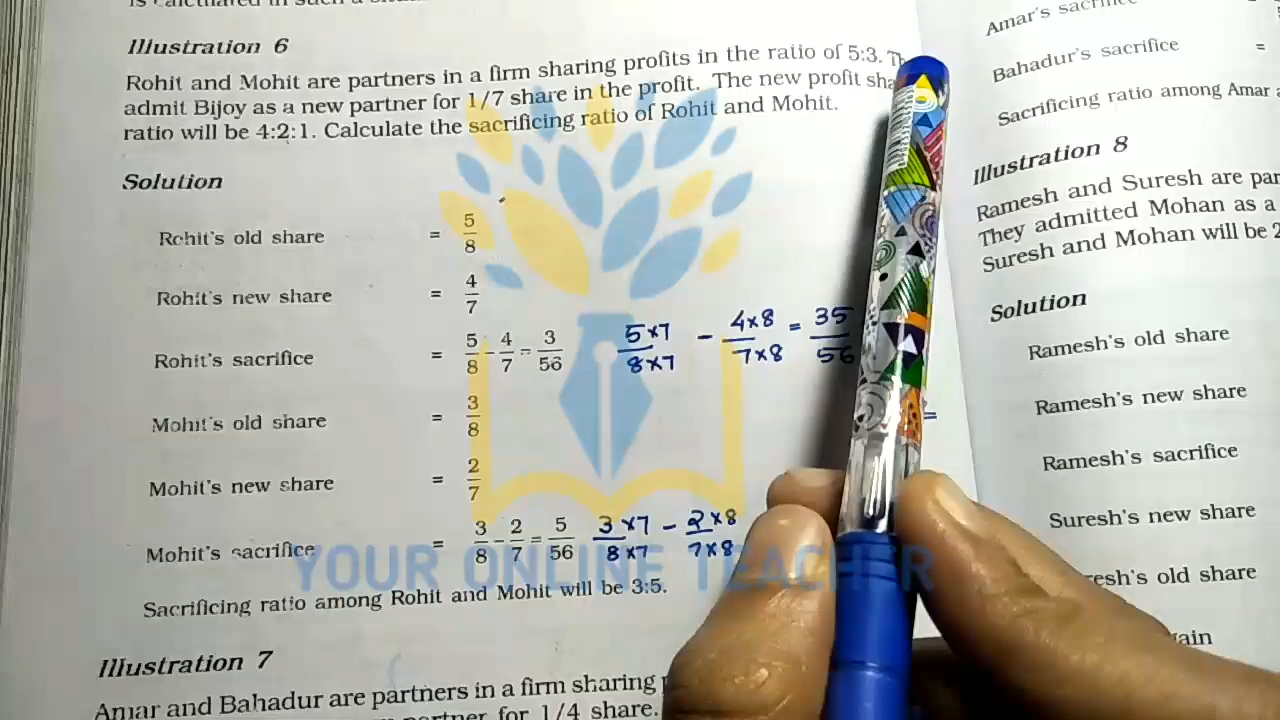 Illustration 6
Rohit and Mohit are partners in a firm sharing profits in the ratio of 5:3.
admit Bijoy as a new partner for 1/7 share in the profit. The new profit
ratio will be 4:2:1. Calculate the sacrificing ratio of Rohit and Mohit.
Solution
Rohit's old share = 5/8
Rohit's new share = 4/7
Rohit's sacrifice = 5/8 - 4/7 = 3/56 5×7/8×7 - 4×8/7×8 = 35/56
Mohit's old share = 3/8 =
Mohit's new share = 2/7
Mohit's sacrifice = 3/8 - 2/7 = 5/56 3×7/8×7 - 2×8/7×8
YOUR ONLINE TEACHER
Sacrificing ratio among Rohit and Mohit will be 3:5.
Illustration 7
Amar and Bahadur are partners in a firm sharing
for 1/4 share.
Amar's
Bahadur's sacrifice =
Sacrificing ratio among Amar
Illustration 8
Ramesh and Suresh are
They admitted Mohan as a
Suresh and Mohan will be
Solution
Ramesh's old share
Ramesh's new share
Ramesh's sacrifice
Suresh's new share
old share